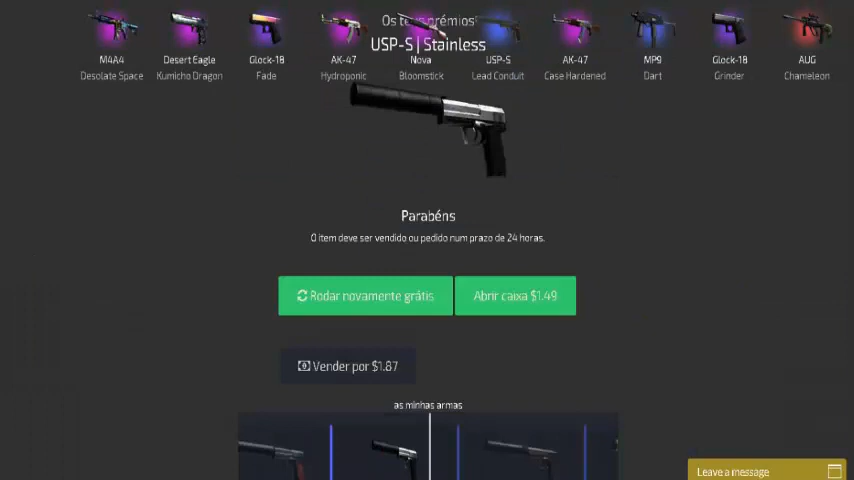 Os teus prémios
USP-S | Stainless
M4A4
Desolate Space
Desert Eagle
Kumicho Dragon
Glock-18
Fade
AK-47
Hydroponic
Nova
Bloomstick
USP-S
Lead Conduit
AK-47
Case Hardened
MP9
Dart
Glock-18
Grinder
AUG
Chameleon
Parabéns
O item deve ser vendido ou pedido num prazo de 24 horas.
Rodar novamente grátis
Abrir caixa $1.49
Vender por $1.87
as minhas armas
Leave a message